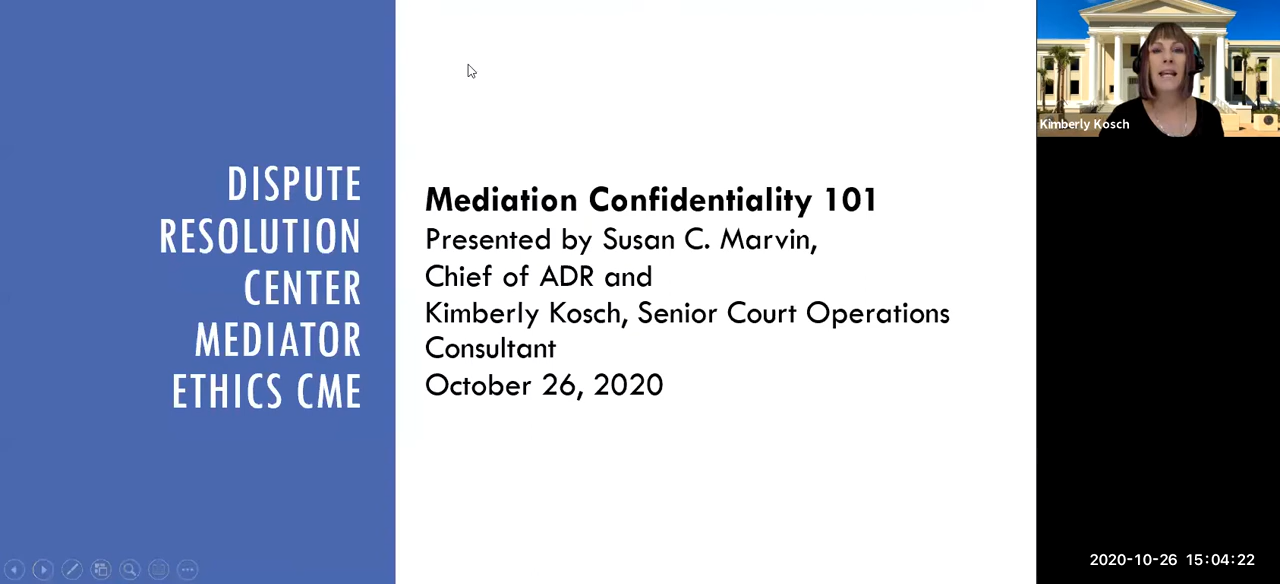 DISPUTE
RESOLUTION
CENTER
MEDIATOR
ETHICS CME
Mediation Confidentiality 101
Presented by Susan C. Marvin,
Chief of ADR and
Kimberly Kosch, Senior Court Operations
Consultant
October 26, 2020
Kimberly Kosch
2020-10-26 15:04:22